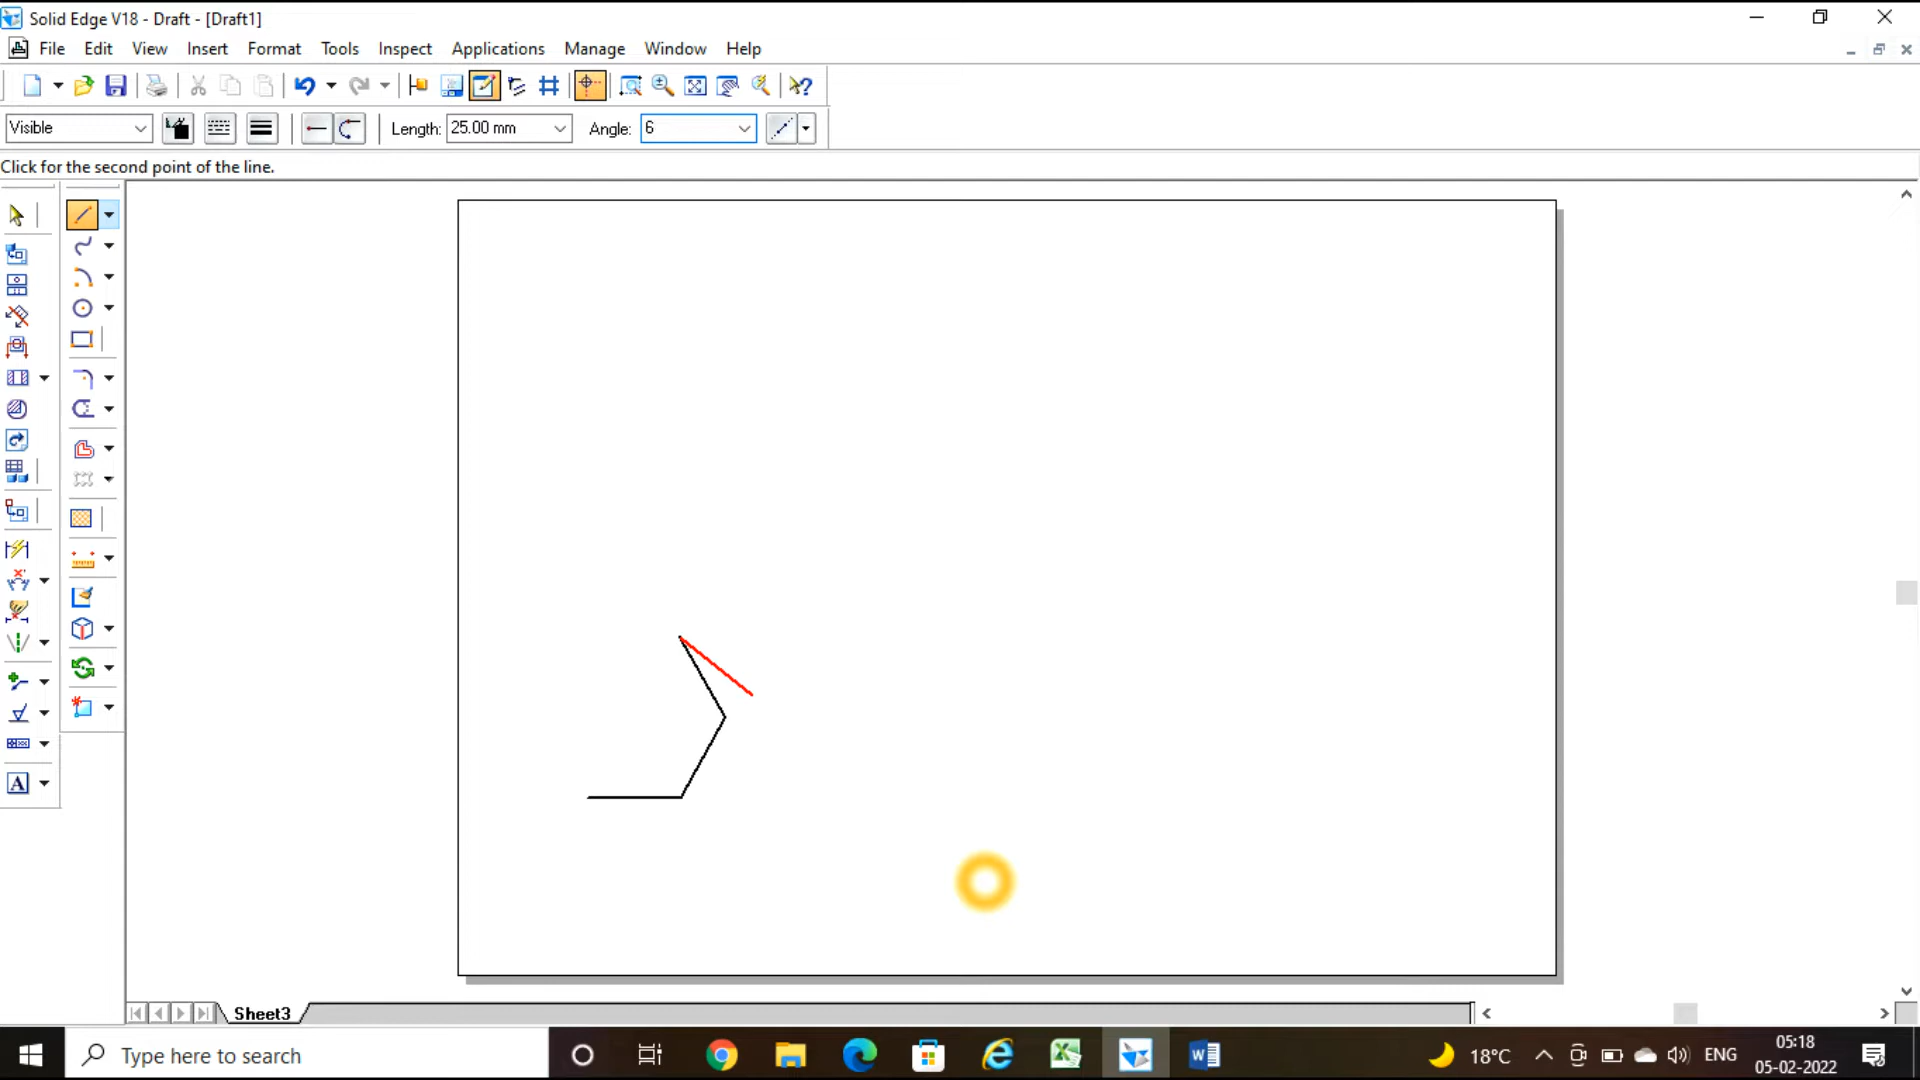 Solid Edge V18 - Draft - [Draft1]
File Edit View Insert Format Tools Inspect Applications Manage Window Help
Visible Length: 25.00 mm Angle: 6
Click for the second point of the line.
A
Sheet3
Type here to search
18°C ENG 05:18
05-02-2022